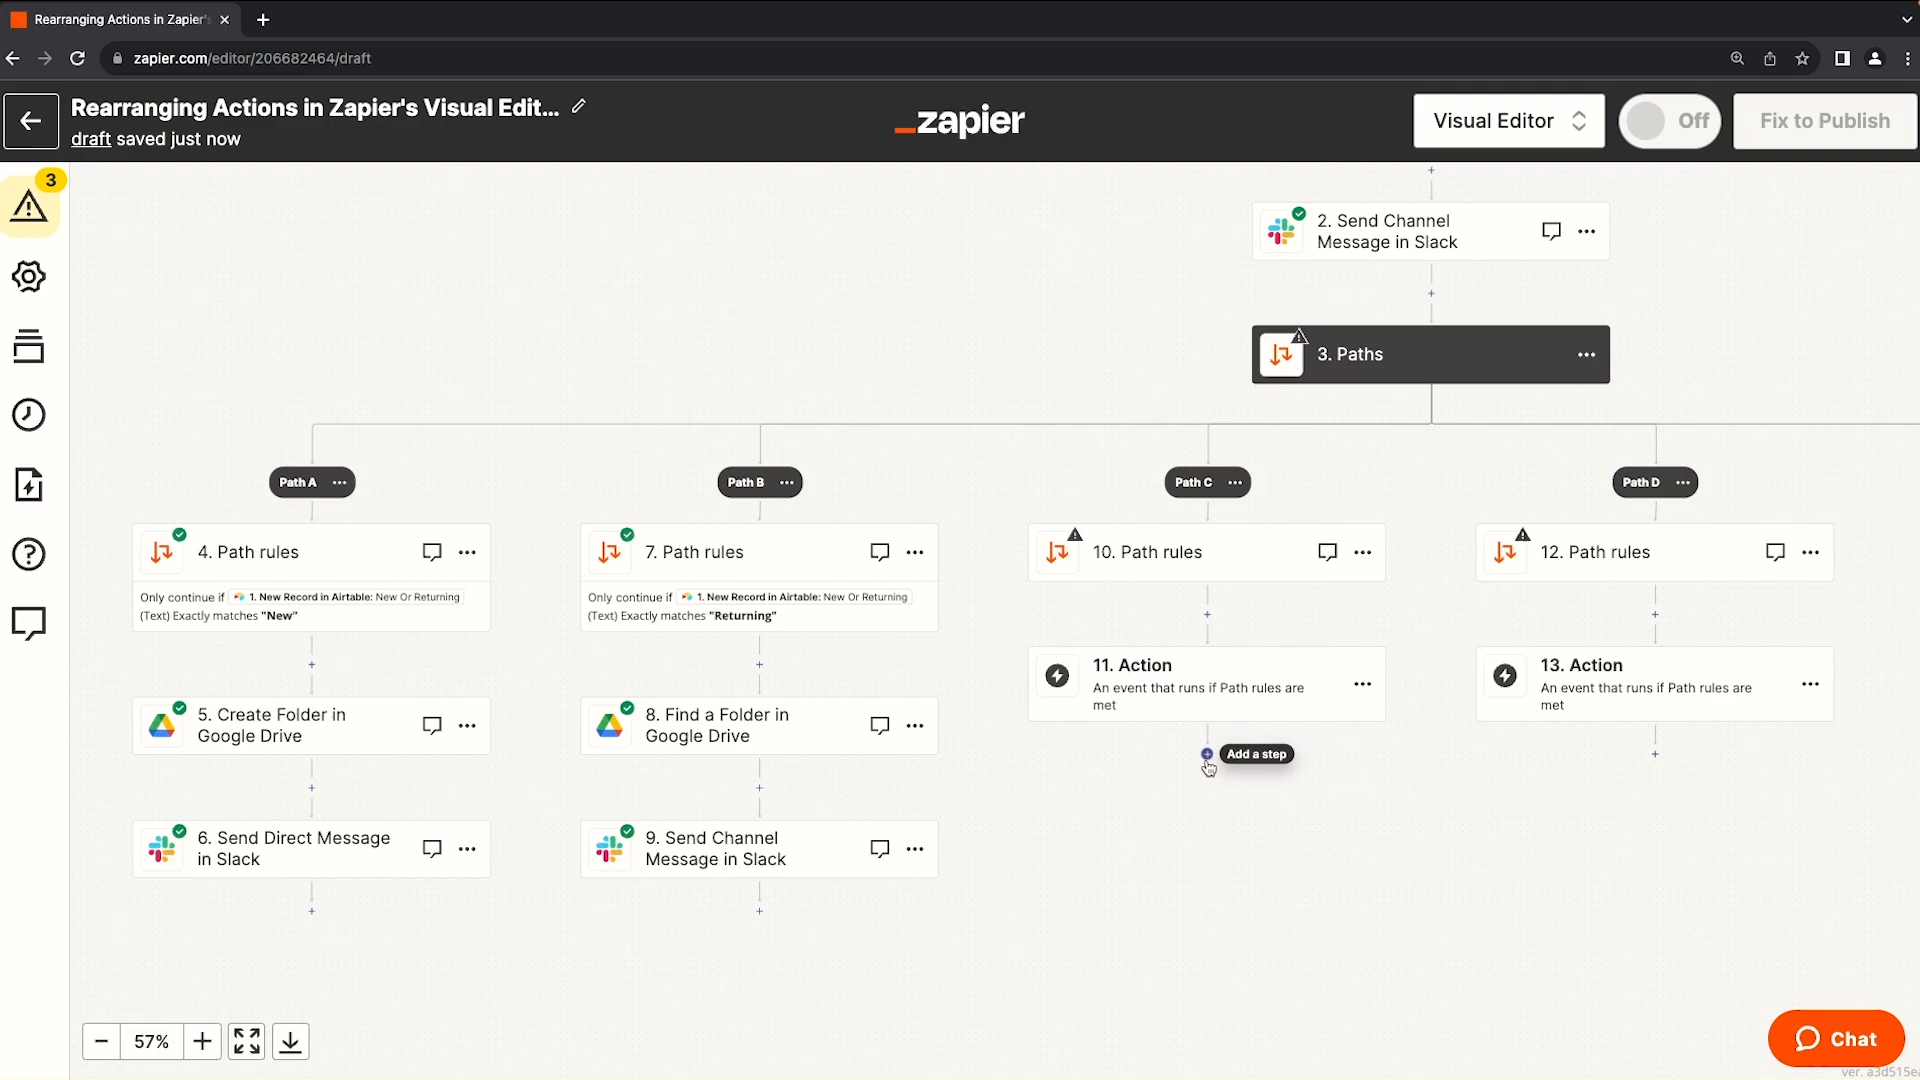 Rearranging Actions in Zapier's
zapier.com/editor/206682464/draft
Rearranging Actions in Zapier's Visual Edit...
draft saved just now
_zapier
Visual Editor
Off
Fix to Publish
3
2. Send Channel
Message in Slack
3. Paths
Path A
Path B
Path C
Path D
4. Path rules
Only continue if 1. New Record in Airtable: New Or Returning
(Text) Exactly matches "New"
7. Path rules
Only continue if 1. New Record in Airtable: New Or Returning
(Text) Exactly matches "Returning"
10. Path rules
12. Path rules
5. Create Folder in
Google Drive
8. Find a Folder in
Google Drive
11. Action
An event that runs if Path rules are
met
13. Action
An event that runs if Path rules are
met
Add a step
6. Send Direct Message
in Slack
9. Send Channel
Message in Slack
57%
Chat
ver. a3d515ea